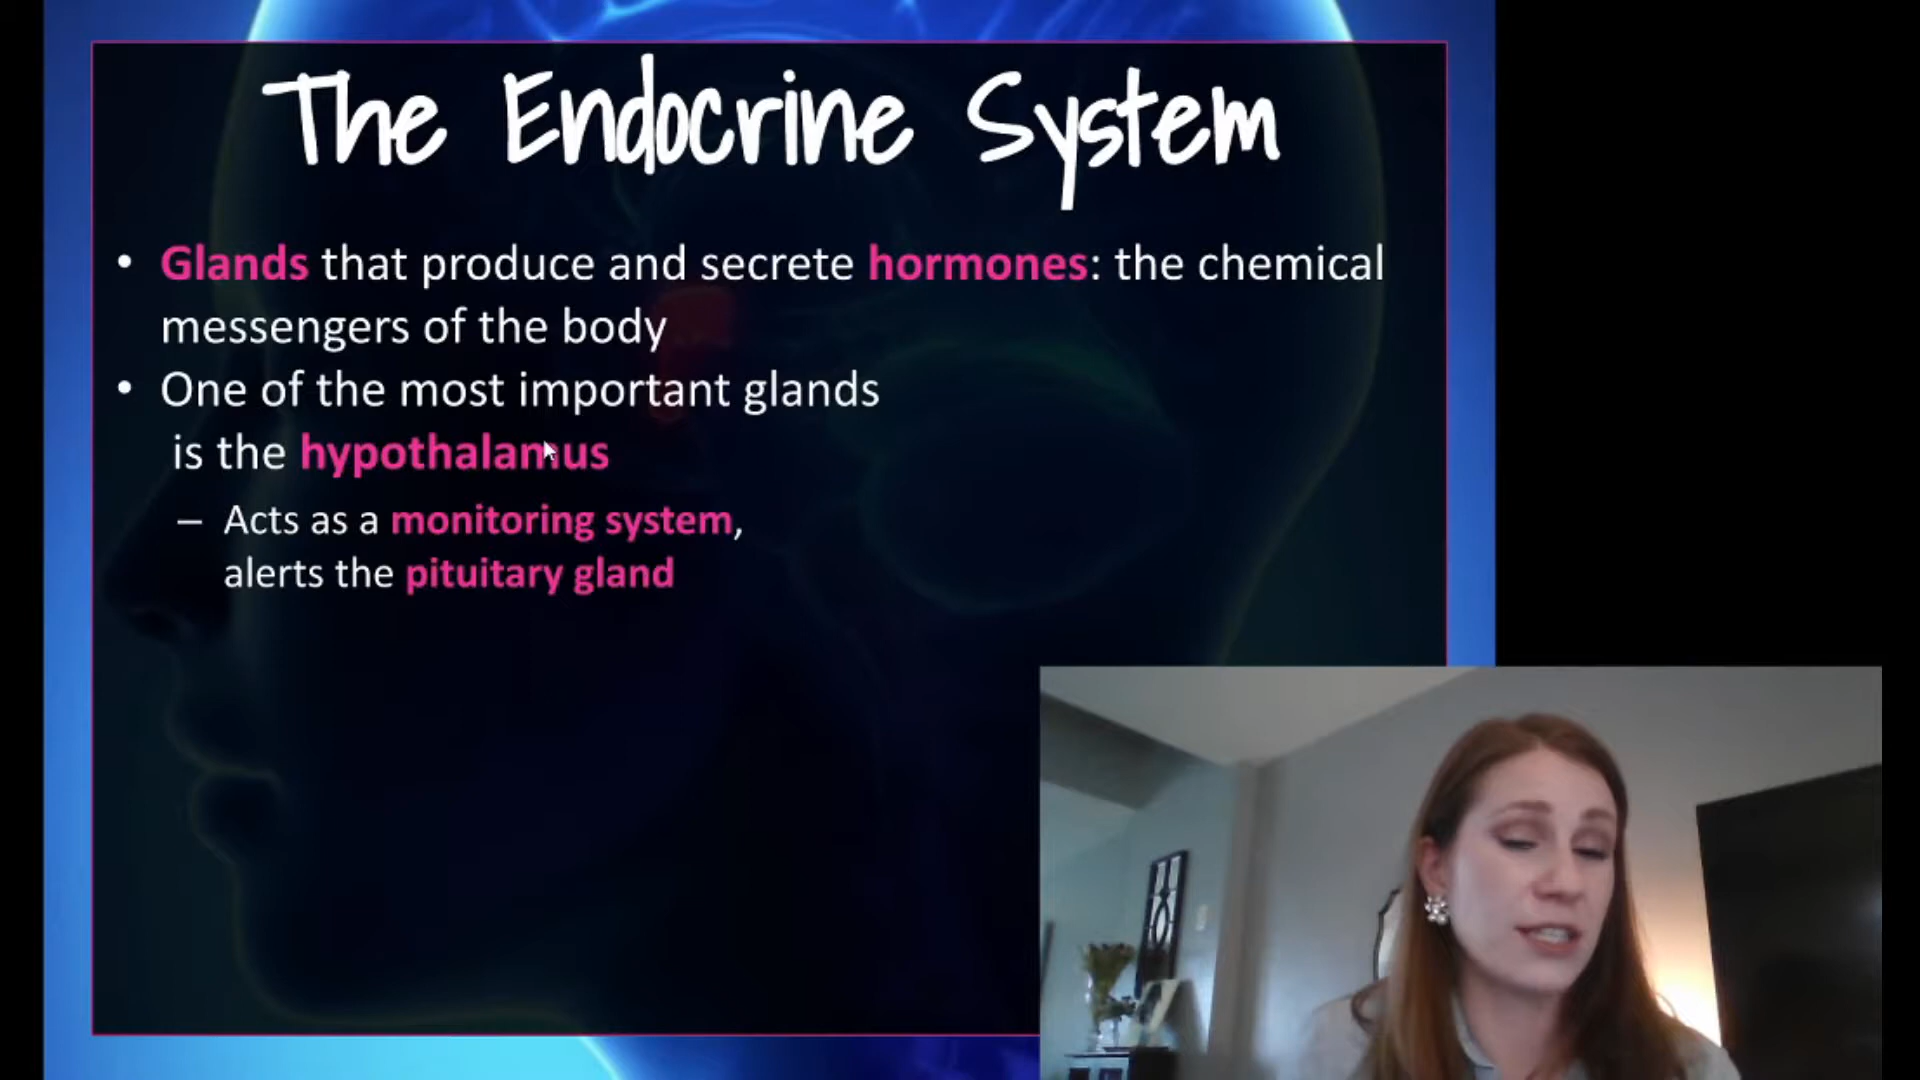 The Endocrine System
• Glands that produce and secrete hormones: the chemical
messengers of the body
• One of the most important glands
is the hypothalamus
– Acts as a monitoring system,
alerts the pituitary gland